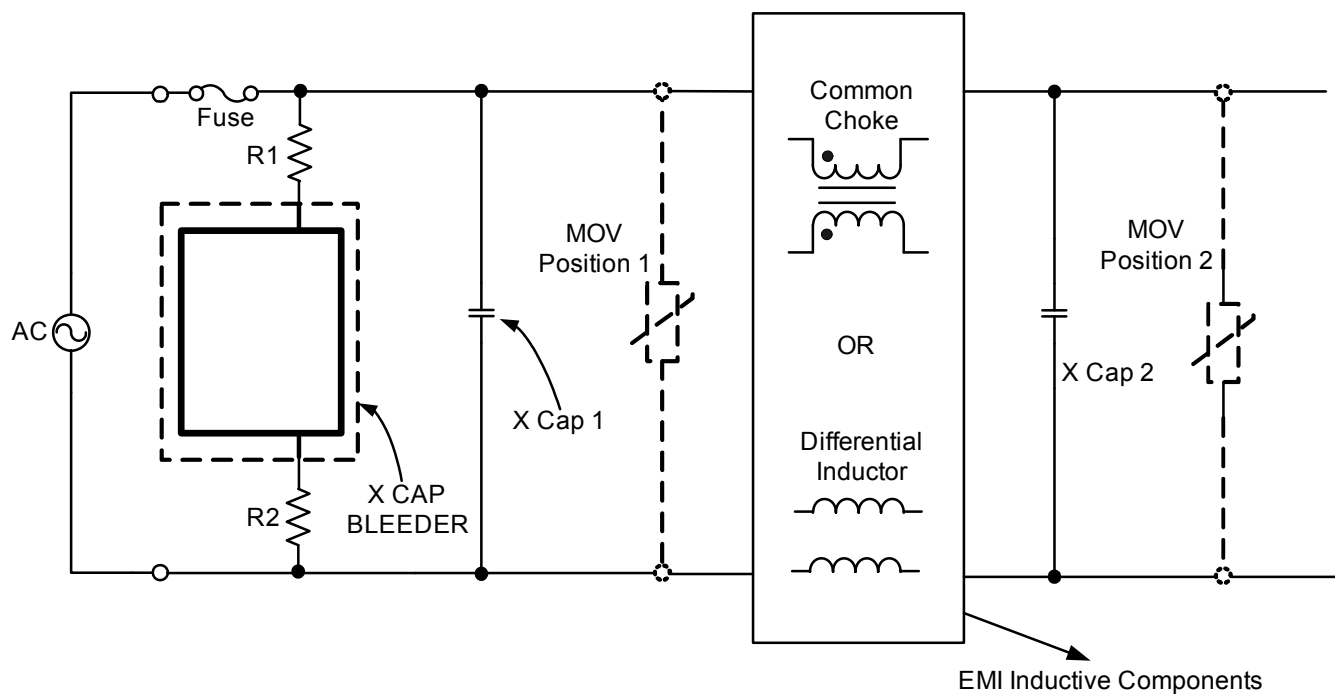 Common
Choke
Fuse
R1
MOV
Position 1
MOV
Position 2
AC
OR
X Cap 2
X Cap 1
Differential
Inductor
X CAP
BLEEDER
R2
EMI Inductive Components